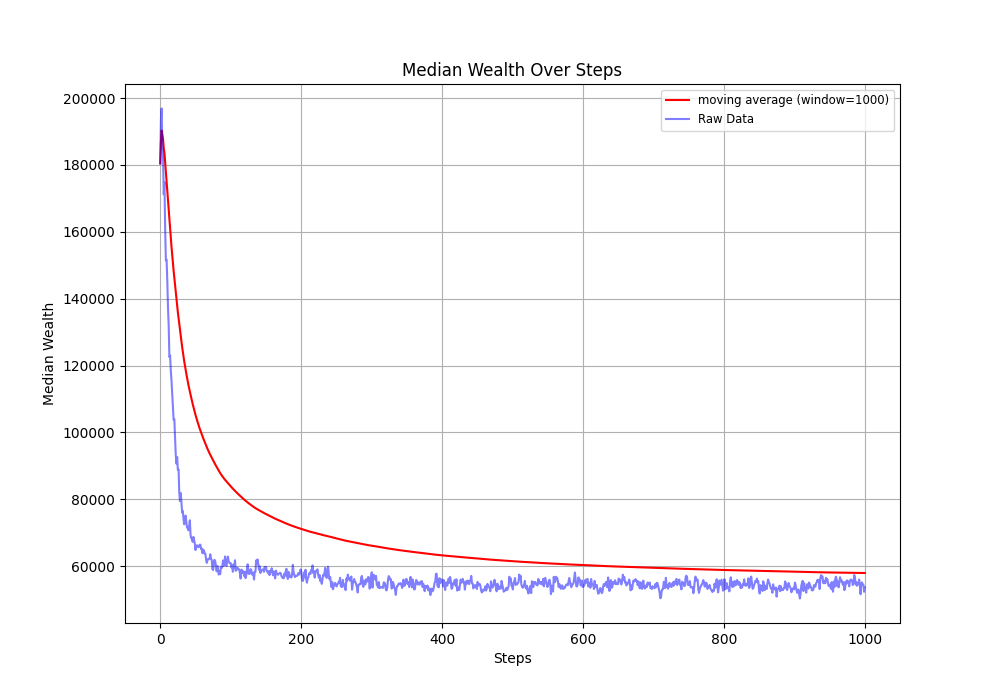 Median Wealth Over Steps
moving average (window=1000)
Raw Data
200000
180000
160000
140000
120000
100000
80000
60000
Median Wealth
0
200
400
600
800
1000
Steps